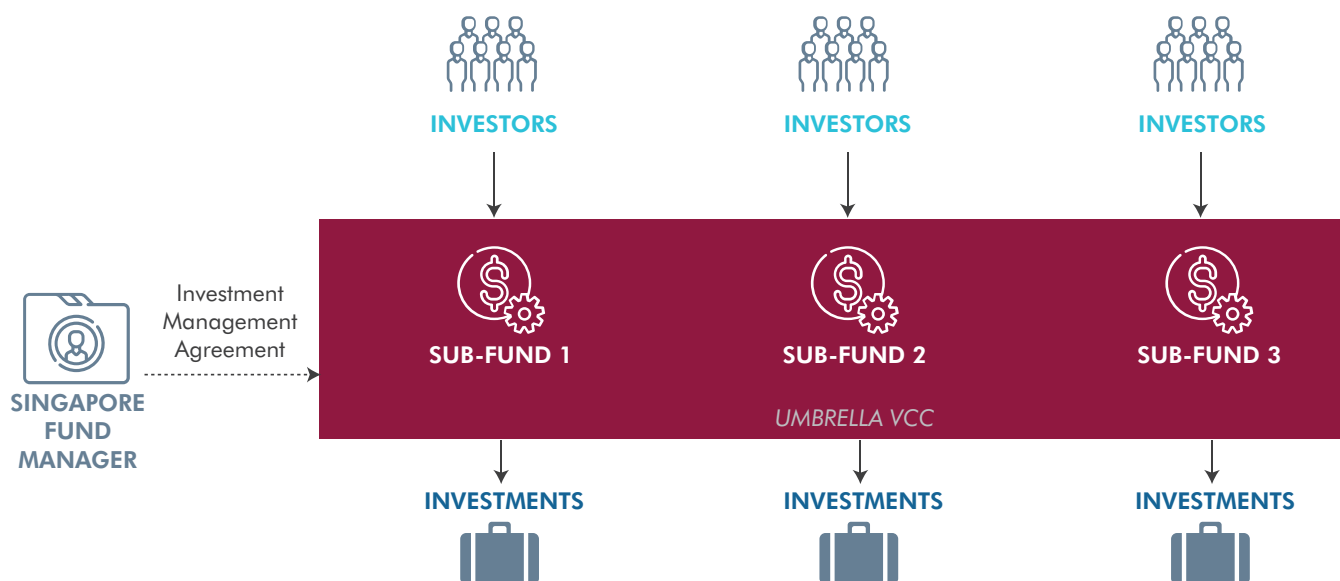 INVESTORS
INVESTORS
INVESTORS
Investment
Management
Agreement
SINGAPORE
FUND
MANAGER
$
SUB-FUND 1
$
SUB-FUND 2
$
SUB-FUND 3
UMBRELLA VCC
INVESTMENTS
INVESTMENTS
INVESTMENTS